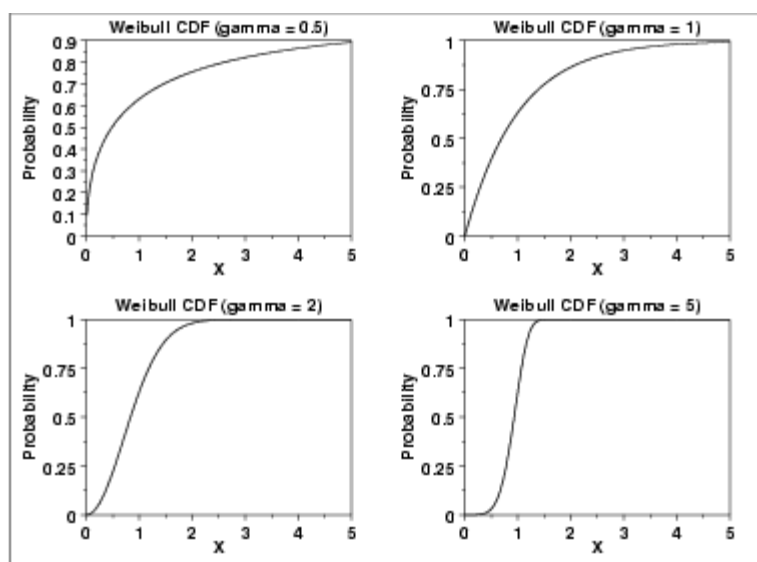 Weibull CDF (gamma = 0.5)
0.9
0.8
0.7
0.6
0.5
0.4
0.3
0.2
0.1
0
Probability
0 1 2 3 4 5
X
Weibull CDF (gamma = 1)
1
0.75
0.5
0.25
0
Probability
0 1 2 3 4 5
X
Weibull CDF (gamma = 2)
1
0.75
0.5
0.25
0
Probability
0 1 2 3 4 5
X
Weibull CDF (gamma = 5)
1
0.75
0.5
0.25
0
Probability
0 1 2 3 4 5
X